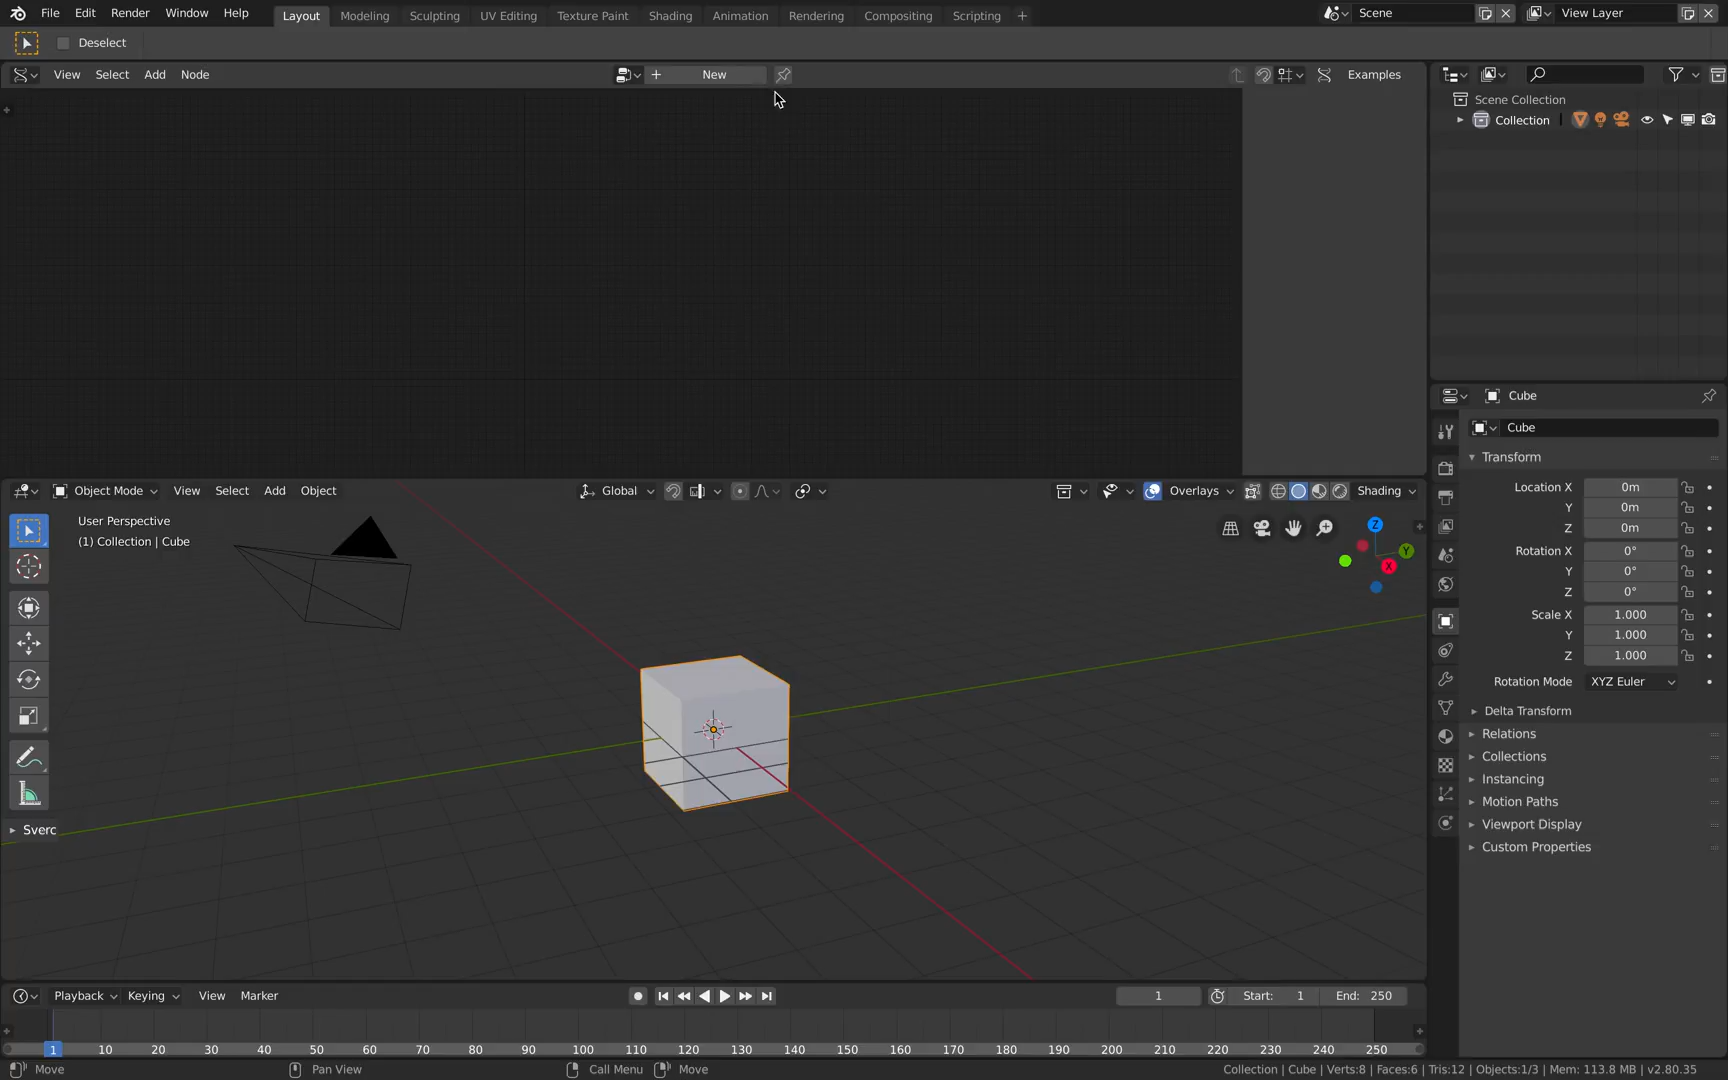 File Edit Render Window Help Layout Modeling Sculpting UV Editing Texture Paint Shading Animation Rendering Compositing Scripting + Scene View Layer
Deselect
View Select Add Node + New Examples
Scene Collection
Collection
Cube
Cube
Transform
Location X 0m
Y 0m
Z 0m
Rotation X 0°
Y 0°
Z 0°
Scale X 1.000
Y 1.000
Z 1.000
Rotation Mode XYZ Euler
Delta Transform
Relations
Collections
Instancing
Motion Paths
Viewport Display
Custom Properties
Object Mode View Select Add Object Global Overlays Shading
User Perspective
(1) Collection | Cube
Z
Y
X
Sverc
Playback Keying View Marker 1 Start: 1 End: 250
1 10 20 30 40 50 60 70 80 90 100 110 120 130 140 150 160 170 180 190 200 210 220 230 240 250
Move Pan View Call Menu Move Collection | Cube | Verts:8 | Faces:6 | Tris:12 | Objects:1/3 | Mem: 113.8 MB | v2.80.35